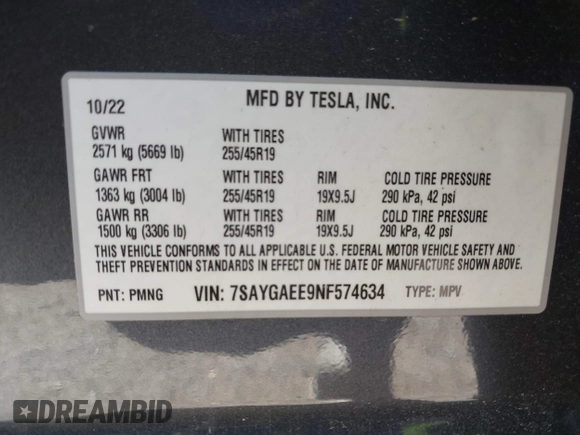 10/22 MFD BY TESLA, INC.
GVWR WITH TIRES
2571 kg (5669 lb) 255/45R19
GAWR FRT WITH TIRES RIM COLD TIRE PRESSURE
1363 kg (3004 lb) 255/45R19 19X9.5J 290 kPa, 42 psi
GAWR RR WITH TIRES RIM COLD TIRE PRESSURE
1500 kg (3306 lb) 255/45R19 19X9.5J 290 kPa, 42 psi
THIS VEHICLE CONFORMS TO ALL APPLICABLE U.S. FEDERAL MOTOR VEHICLE SAFETY AND
THEFT PREVENTION STANDARDS IN EFFECT ON THE DATE OF MANUFACTURE SHOWN ABOVE.
PNT: PMNG VIN: 7SAYGAEE9NF574634 TYPE: MPV
DREAMBID